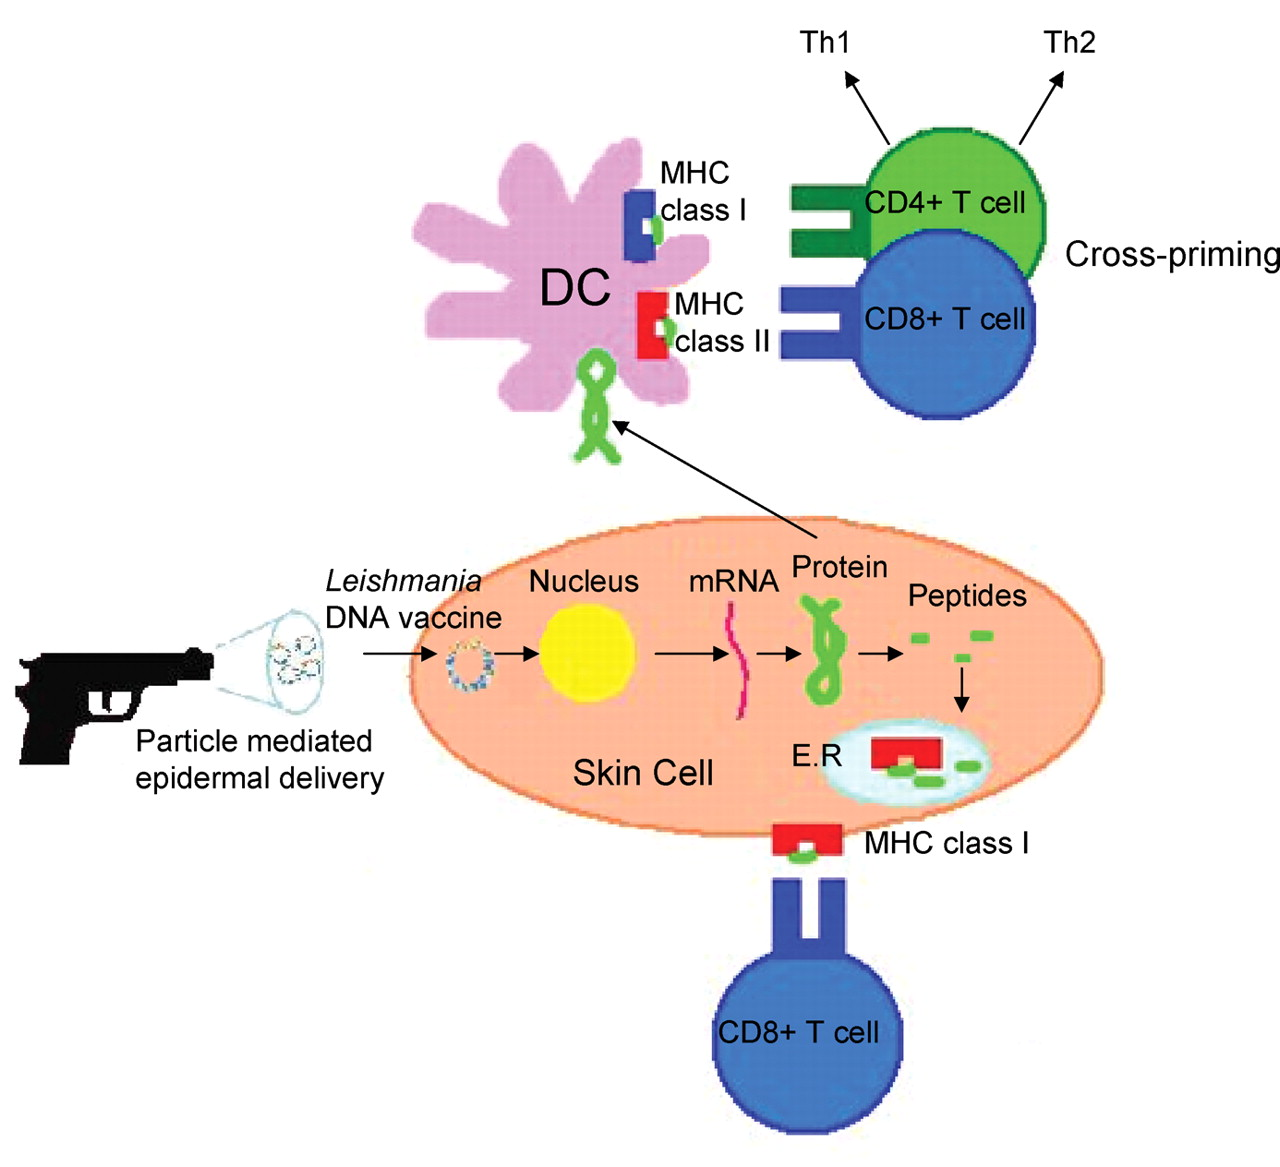 Th1
Th2
MHC
class I
CD4+ T cell
Cross-priming
DC
MHC
class II
CD8+ T cell
Leishmania
DNA vaccine
Nucleus
mRNA
Protein
Peptides
Particle mediated
epidermal delivery
Skin Cell
E.R
MHC class I
CD8+ T cell